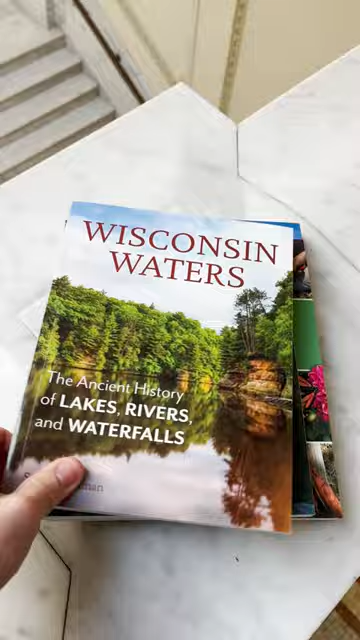 WISCONSIN
WATERS
The Ancient History
of LAKES, RIVERS,
and WATERFALLS